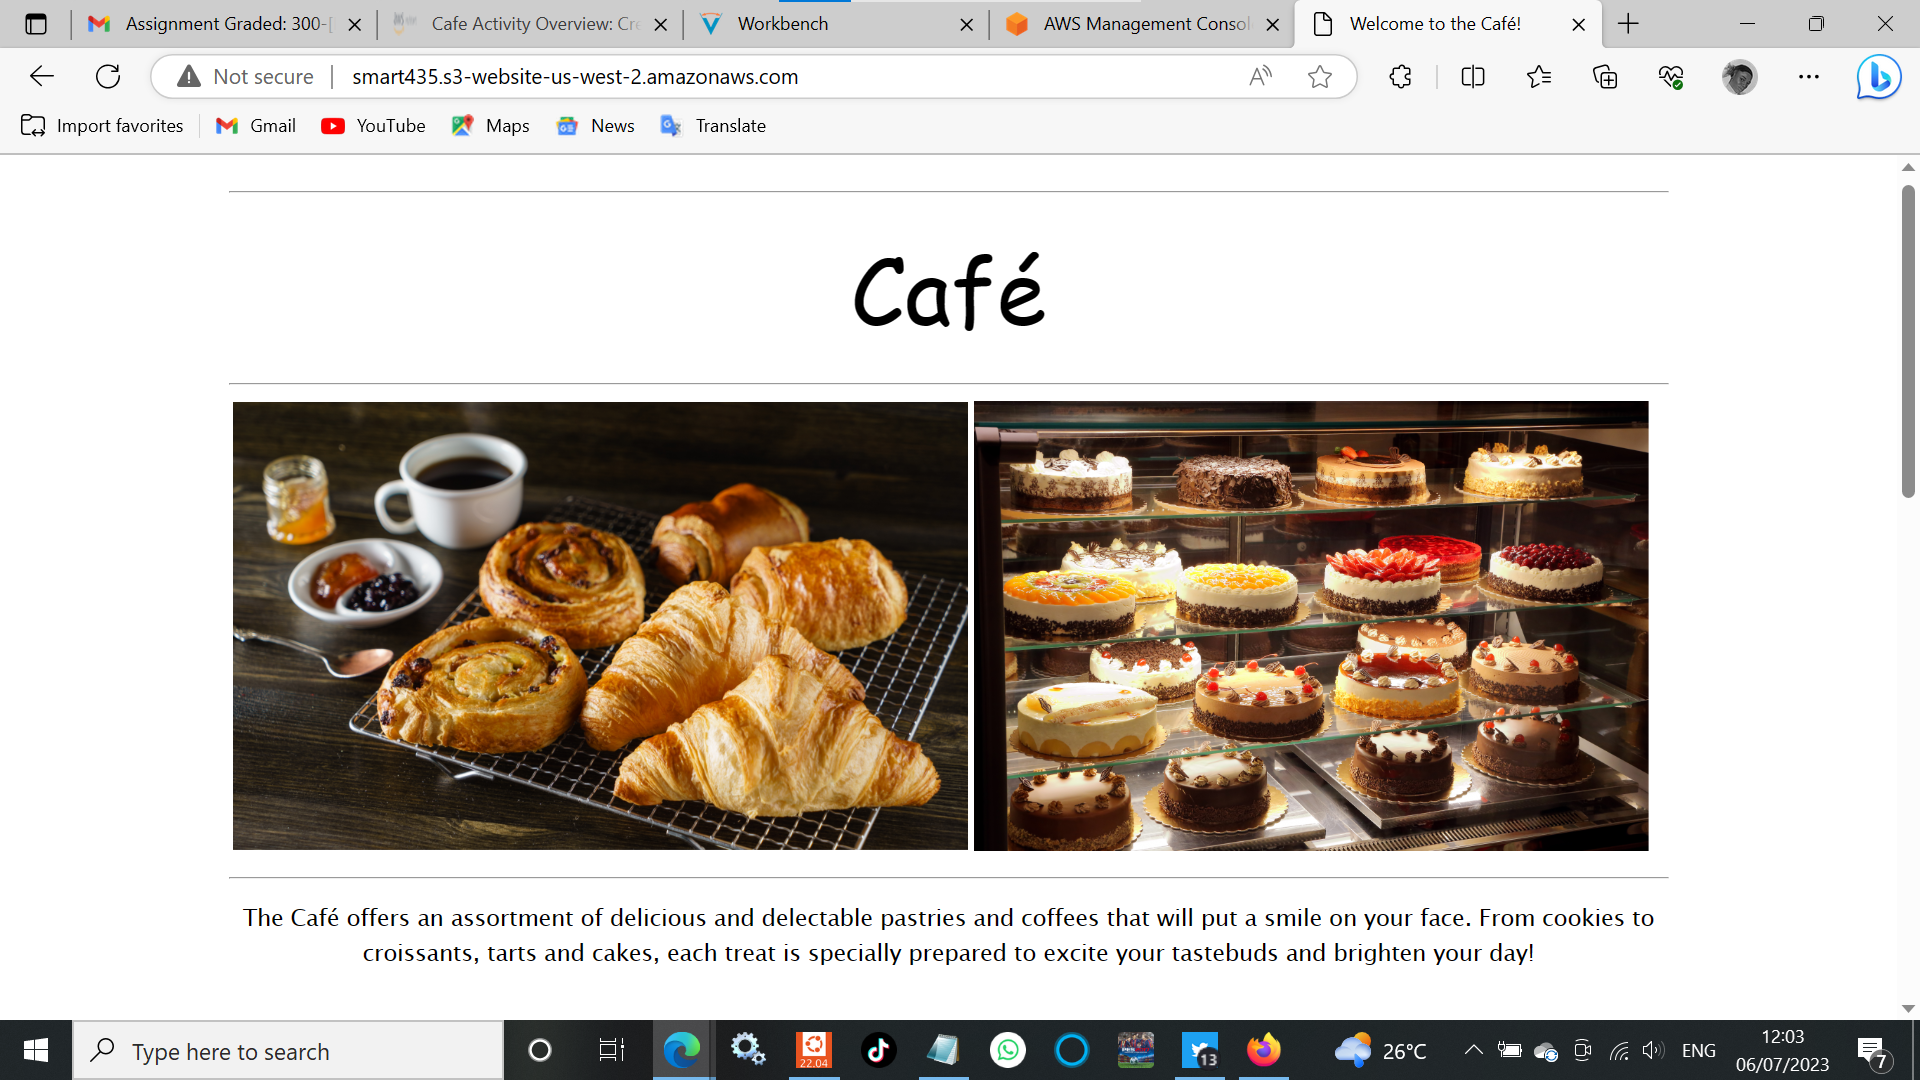 Assignment Graded: 300-[
Cafe Activity Overview: Cre
Workbench
AWS Management Consol
Welcome to the Café!
Not secure
smart435.s3-website-us-west-2.amazonaws.com
Import favorites
Gmail
YouTube
Maps
News
Translate
Café
The Café offers an assortment of delicious and delectable pastries and coffees that will put a smile on your face. From cookies to
croissants, tarts and cakes, each treat is specially prepared to excite your tastebuds and brighten your day!
Type here to search
22.04
13
26°C
ENG
12:03
06/07/2023
7